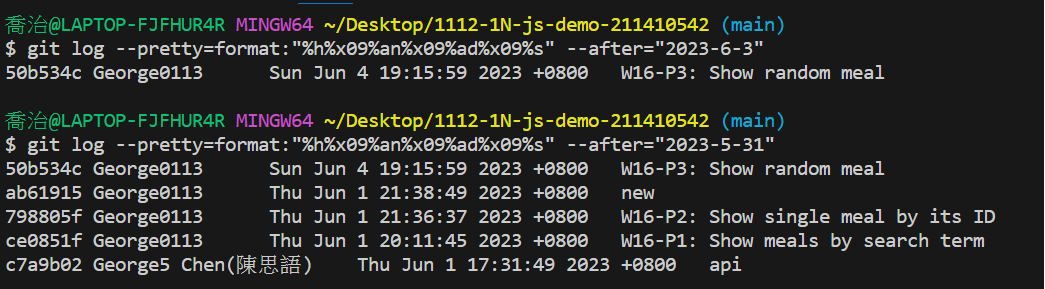 喬治@LAPTOP-FJFHUR4R MINGW64 ~/Desktop/1112-1N-js-demo-211410542 (main)
$ git log --pretty=format:"%h%x09%an%x09%ad%x09%s" --after="2023-6-3"
50b534c George0113      Sun Jun 4 19:15:59 2023 +0800   W16-P3: Show random meal
喬治@LAPTOP-FJFHUR4R MINGW64 ~/Desktop/1112-1N-js-demo-211410542 (main)
$ git log --pretty=format:"%h%x09%an%x09%ad%x09%s" --after="2023-5-31"
50b534c George0113      Sun Jun 4 19:15:59 2023 +0800   W16-P3: Show random meal
ab61915 George0113      Thu Jun 1 21:38:49 2023 +0800   new
798805f George0113      Thu Jun 1 21:36:37 2023 +0800   W16-P2: Show single meal by its ID
ce0851f George0113      Thu Jun 1 20:11:45 2023 +0800   W16-P1: Show meals by search term
c7a9b02 George5 Chen(陳思語)    Thu Jun 1 17:31:49 2023 +0800   api